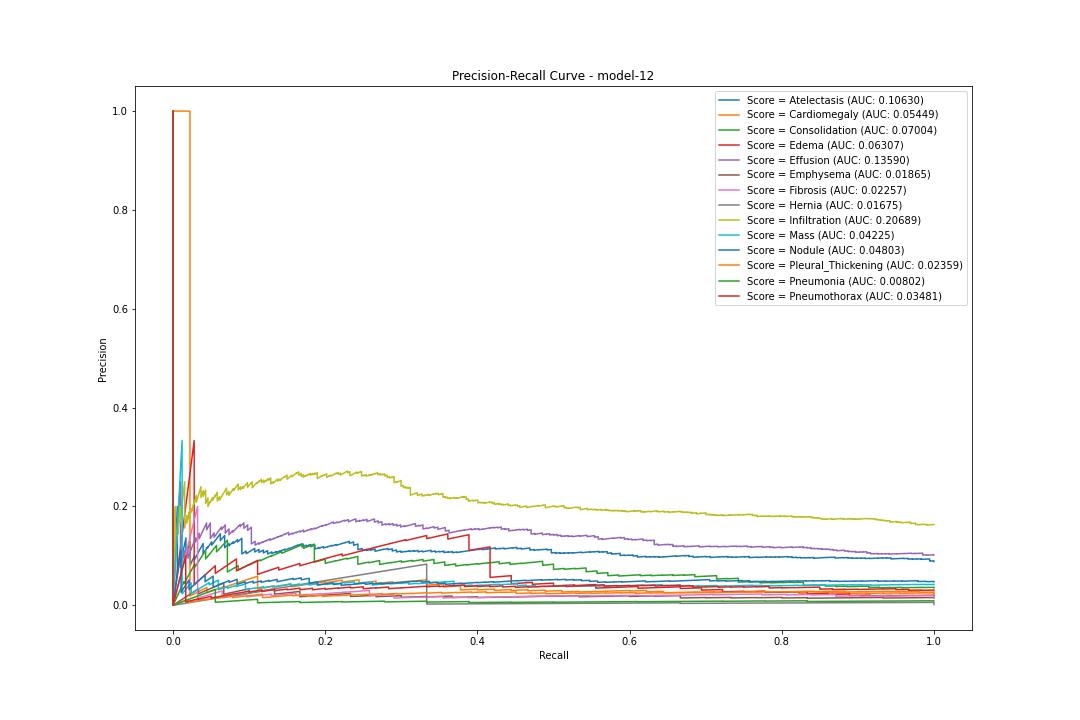 Precision-Recall Curve - model-12
Score = Atelectasis (AUC: 0.10630)
Score = Cardiomegaly (AUC: 0.05449)
Score = Consolidation (AUC: 0.07004)
Score = Edema (AUC: 0.06307)
Score = Effusion (AUC: 0.13590)
Score = Emphysema (AUC: 0.01865)
Score = Fibrosis (AUC: 0.02257)
Score = Hernia (AUC: 0.01675)
Score = Infiltration (AUC: 0.20689)
Score = Mass (AUC: 0.04225)
Score = Nodule (AUC: 0.04803)
Score = Pleural_Thickening (AUC: 0.02359)
Score = Pneumonia (AUC: 0.00802)
Score = Pneumothorax (AUC: 0.03481)
Precision
1.0
0.8
0.6
0.4
0.2
0.0
0.0 0.2 0.4 0.6 0.8 1.0
Recall